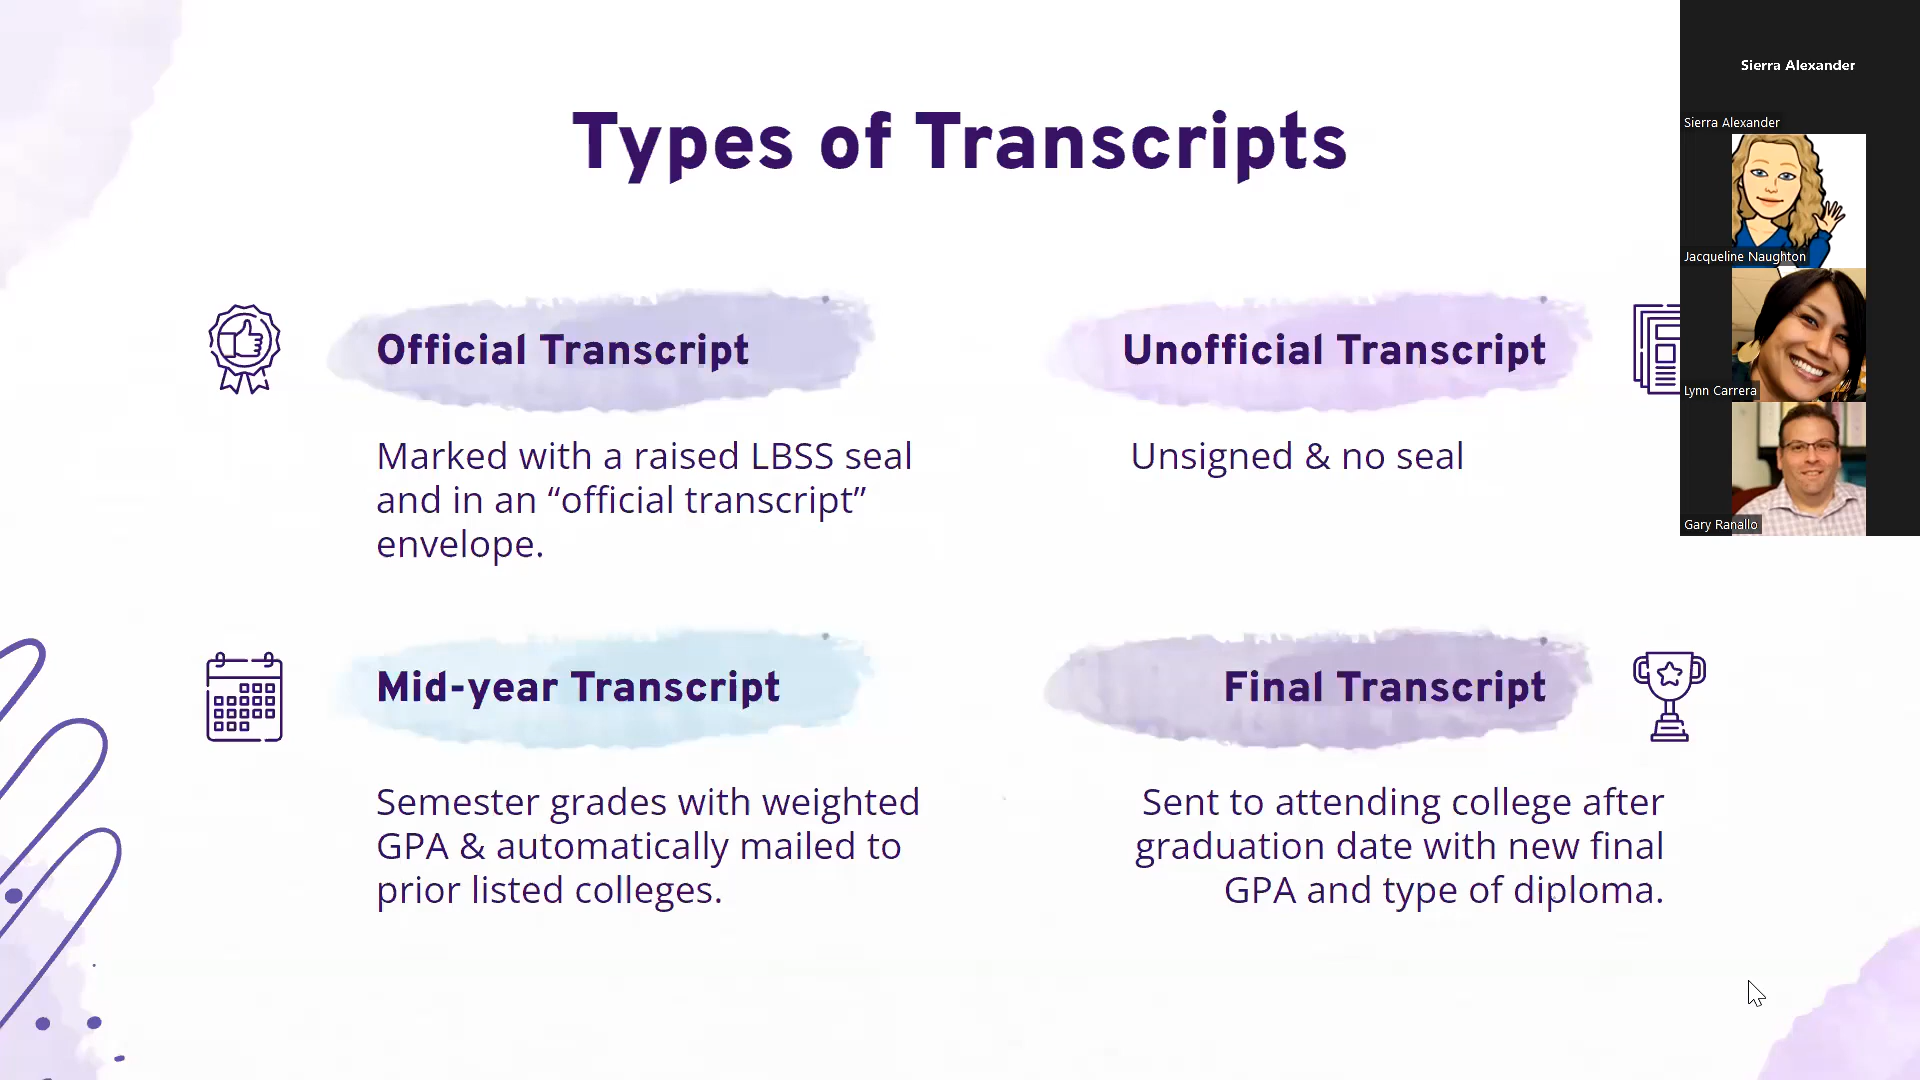 Types of Transcripts
Official Transcript
Marked with a raised LBSS seal
and in an “official transcript”
envelope.
Unofficial Transcript
Unsigned & no seal
Mid-year Transcript
Semester grades with weighted
GPA & automatically mailed to
prior listed colleges.
Final Transcript
Sent to attending college after
graduation date with new final
GPA and type of diploma.
Sierra Alexander
Sierra Alexander
Jacqueline Naughton
Lynn Carrera
Gary Ranallo